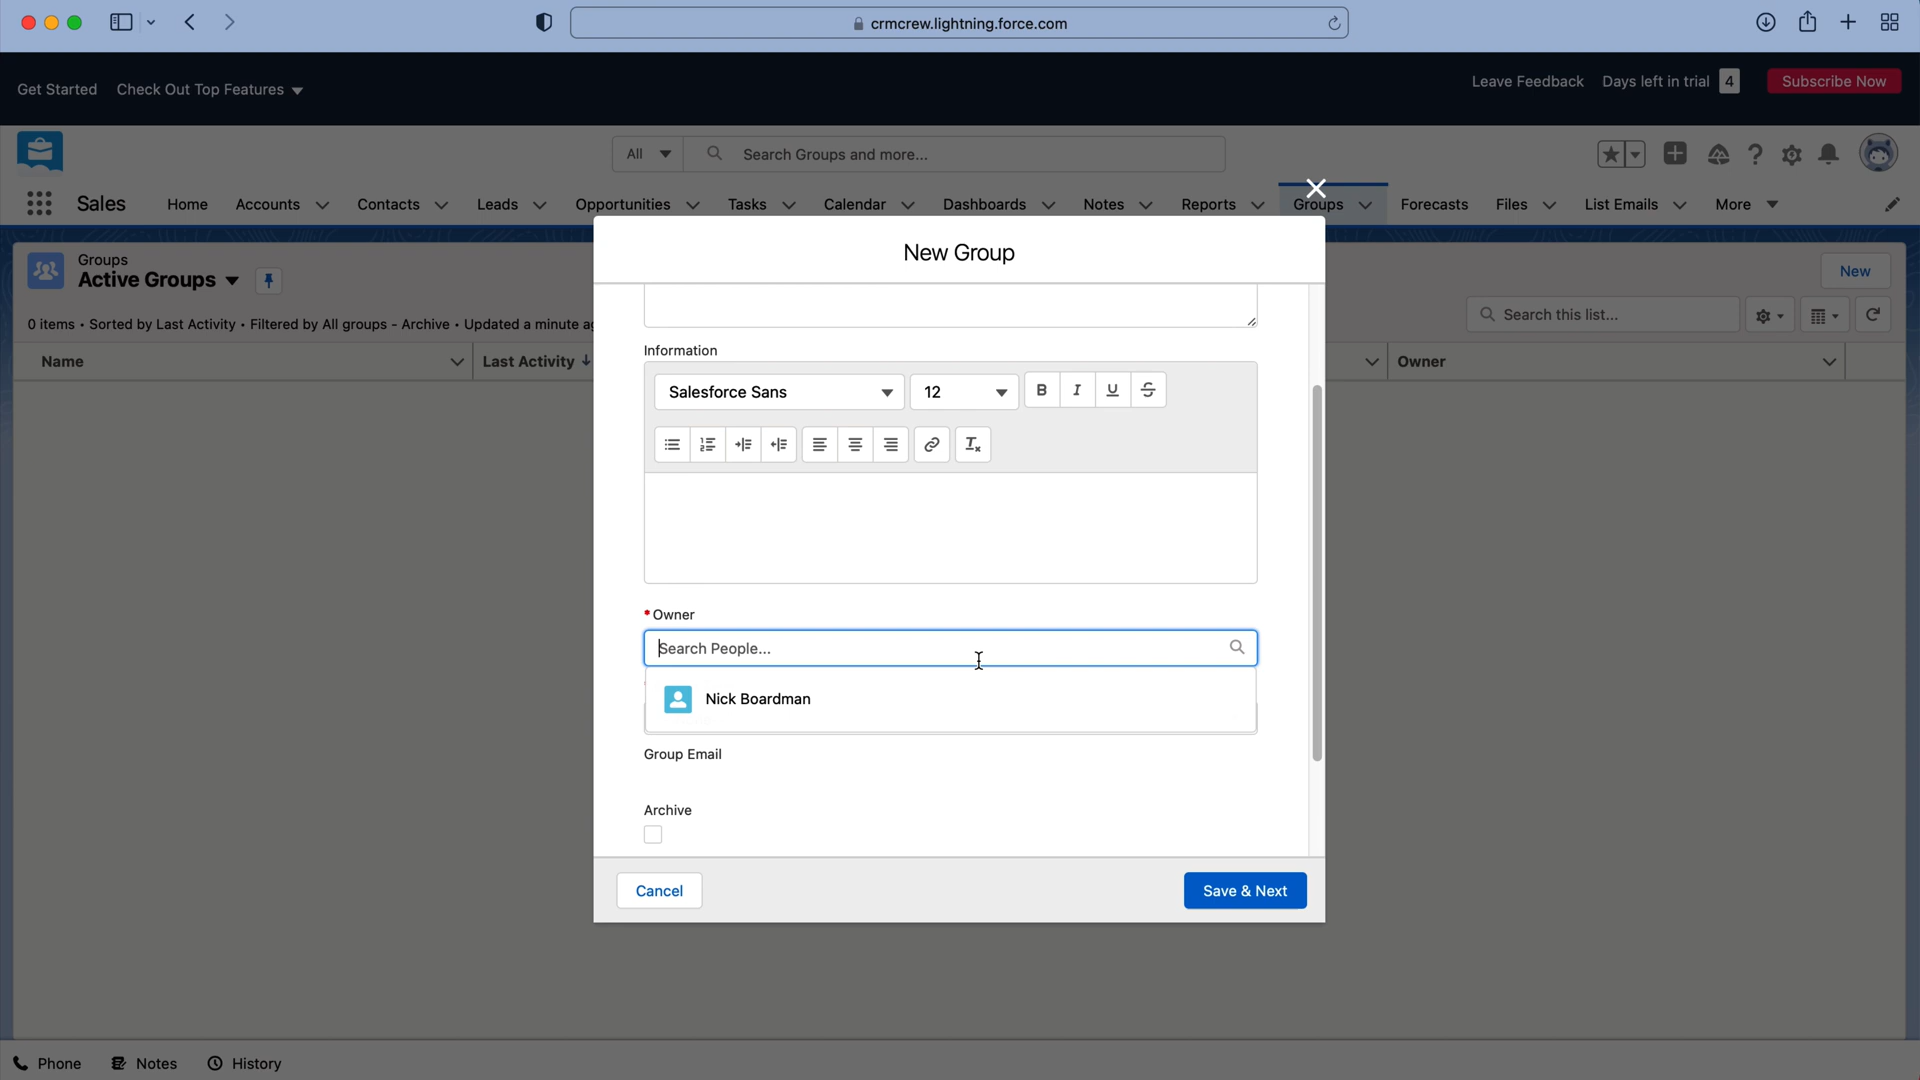 crmcrew.lightning.force.com
Get Started
Check Out Top Features
Leave Feedback
Days left in trial 4
Subscribe Now
All
Search Groups and more...
Sales
Home
Accounts
Contacts
Leads
Opportunities
Tasks
Calendar
Dashboards
Notes
Reports
Groups
Forecasts
Files
List Emails
More
Groups
Active Groups
New
0 items • Sorted by Last Activity • Filtered by All groups - Archive • Updated a minute
Search this list...
Name
Last Activity
Owner
New Group
Information
Salesforce Sans
12
B I U S
*Owner
Search People...
Nick Boardman
Group Email
Archive
Cancel
Save & Next
Phone
Notes
History